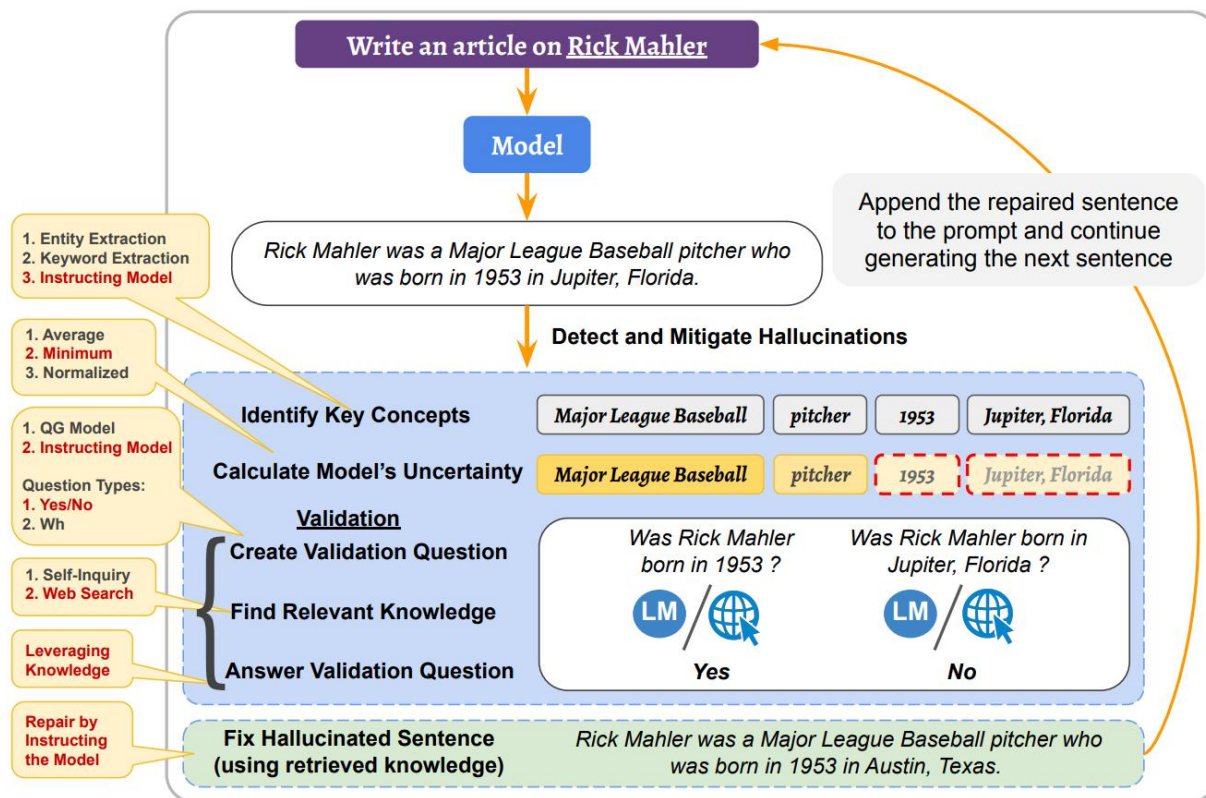 Write an article on Rick Mahler
Model
Rick Mahler was a Major League Baseball pitcher who
was born in 1953 in Jupiter, Florida.
Append the repaired sentence
to the prompt and continue
generating the next sentence
Detect and Mitigate Hallucinations
1. Entity Extraction
2. Keyword Extraction
3. Instructing Model
Identify Key Concepts
Major League Baseball
pitcher
1953
Jupiter, Florida
1. Average
2. Minimum
3. Normalized
Calculate Model's Uncertainty
Major League Baseball
pitcher
1953
Jupiter, Florida
1. QG Model
2. Instructing Model
Question Types:
1. Yes/No
2. Wh
Validation
Create Validation Question
Was Rick Mahler
born in 1953 ?
Was Rick Mahler born in
Jupiter, Florida ?
1. Self-Inquiry
2. Web Search
Find Relevant Knowledge
LM
LM
Leveraging
Knowledge
Answer Validation Question
Yes
No
Repair by
Instructing
the Model
Fix Hallucinated Sentence
(using retrieved knowledge)
Rick Mahler was a Major League Baseball pitcher who
was born in 1953 in Austin, Texas.